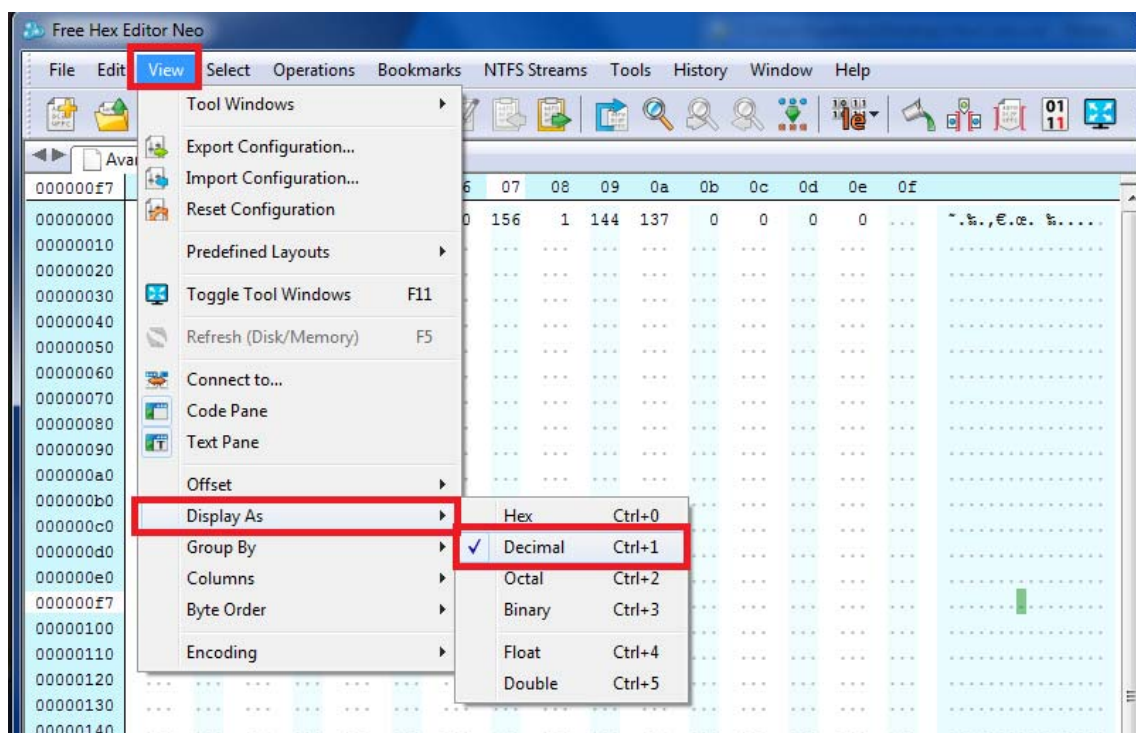 Free Hex Editor Neo
File Edit View Select Operations Bookmarks NTFS Streams Tools History Window Help
Tool Windows
Export Configuration...
Import Configuration...
Reset Configuration
Predefined Layouts
Toggle Tool Windows F11
Refresh (Disk/Memory) F5
Connect to...
Code Pane
Text Pane
Offset
Display As
Group By
Columns
Byte Order
Encoding
Hex Ctrl+0
✓ Decimal Ctrl+1
Octal Ctrl+2
Binary Ctrl+3
Float Ctrl+4
Double Ctrl+5
000000f7 07 08 09 0a 0b 0c 0d 0e 0f
00000000 156 1 144 137 0 0 0 0 ...
00000010
00000020
00000030
00000040
00000050
00000060
00000070
00000080
00000090
000000a0
000000b0
000000c0
000000d0
000000e0
000000f7
00000100
00000110
00000120
00000130
00000140